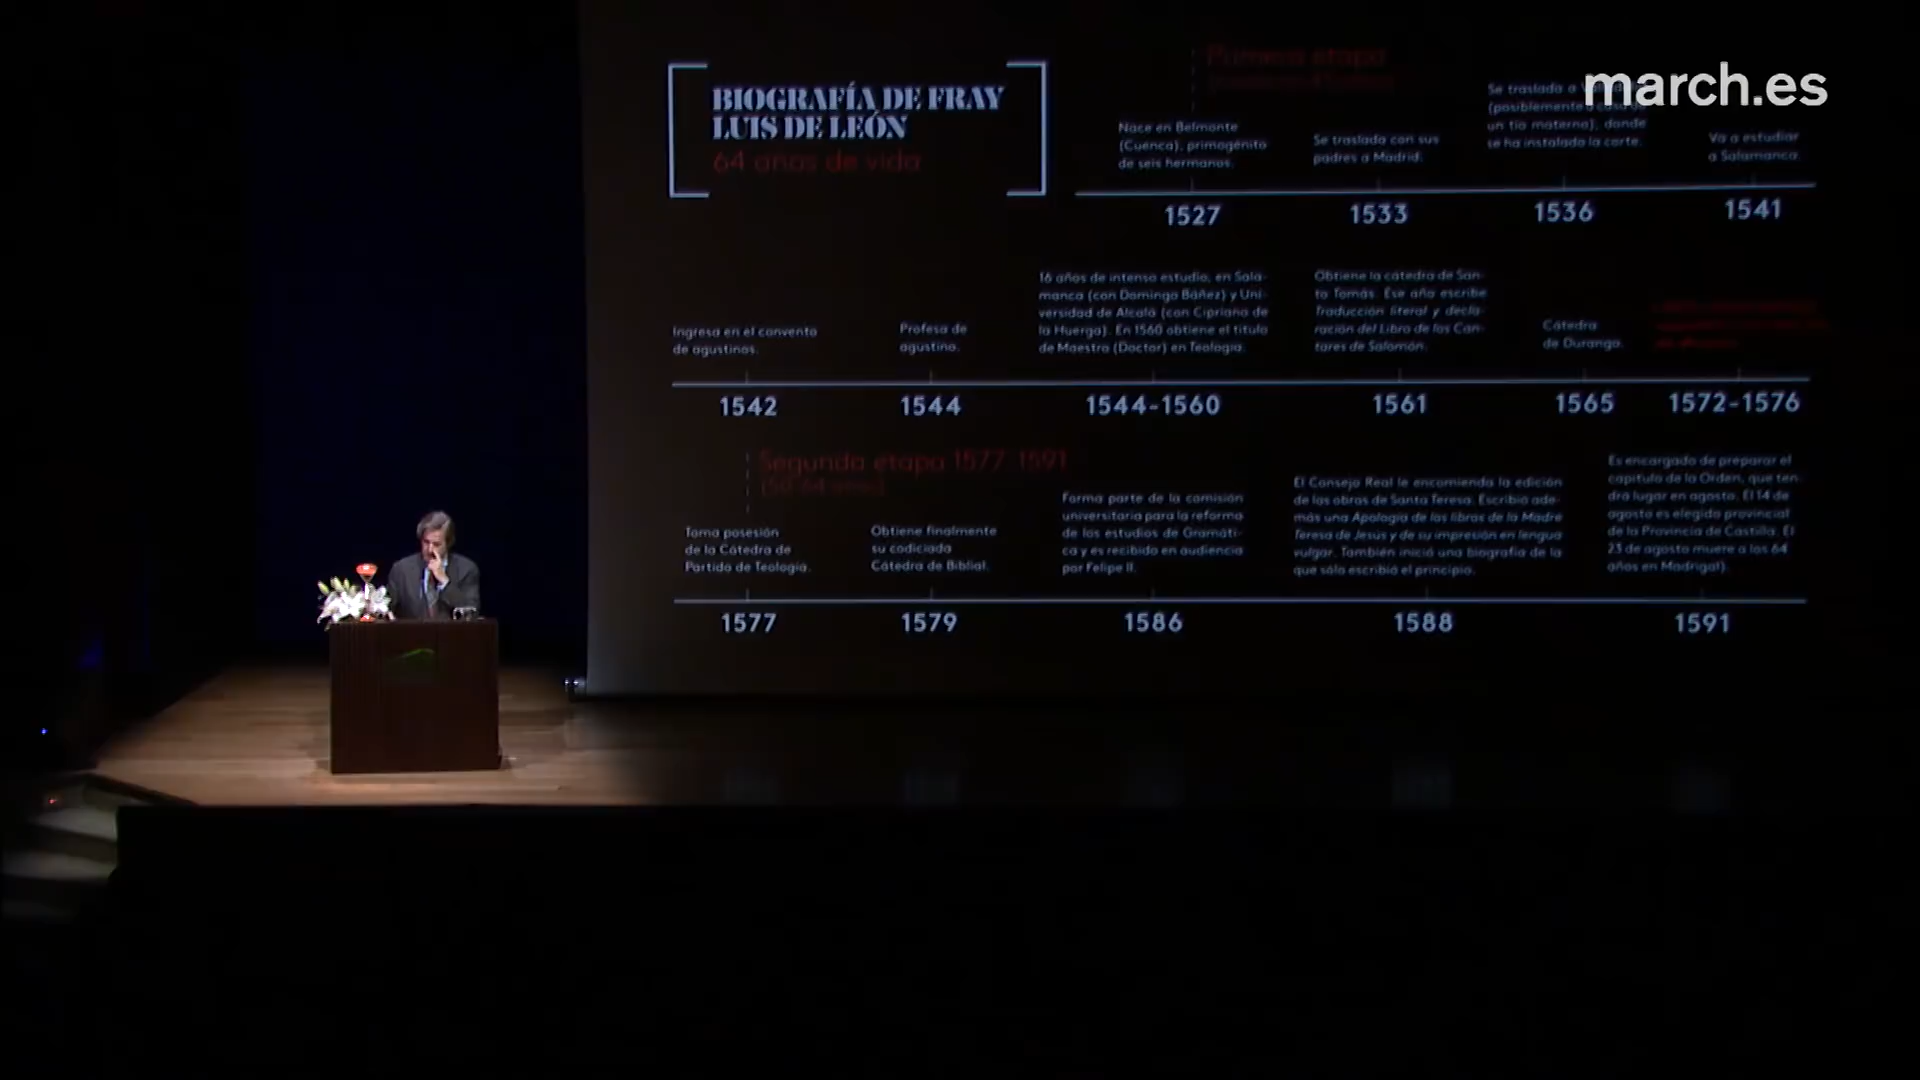 march.es
BIOGRAFÍA DE FRAY
LUIS DE LEÓN
64 años de vida
Primera etapa
Nace en Belmonte
(Cuenca), primogénito
de seis hermanos.
1527
Se traslada con sus
padres a Madrid.
1533
Se traslada a
(posiblemente a casa de
un tío materno), donde
se ha instalado la corte.
1536
Va a estudiar
a Salamanca.
1541
Ingresa en el convento
de agustinos.
1542
Profesa de
agustino.
1544
16 años de intenso estudio, en Sala-
manca (con Domingo Báñez) y Uni-
versidad de Alcalá (con Cipriano de
la Huerga). En 1560 obtiene el título
de Maestro (Doctor) en Teología.
1544-1560
Obtiene la cátedra de San-
to Tomás. Ese año escribe
Traducción literal y decla-
ración del Libro de los Can-
tares de Salomón.
1561
Cátedra
de Durango.
1565
1572-1576
Segunda etapa 1577-1591
(50-64 años)
Toma posesión
de la Cátedra de
Partido de Teología.
1577
Obtiene finalmente
su codiciada
Cátedra de Biblia!.
1579
Forma parte de la comisión
universitaria para la reforma
de los estudios de Gramáti-
ca y es recibido en audiencia
por Felipe II.
1586
El Consejo Real le encomienda la edición
de las obras de Santa Teresa. Escribió ade-
más una Apología de los libros de la Madre
Teresa de Jesús y de su impresión en lengua
vulgar. También inició una biografía de la
que sólo escribió el principio.
1588
Es encargado de preparar el
capítulo de la Orden, que ten-
drá lugar en agosto. El 14 de
agosto es elegido provincial
de la Provincia de Castilla. El
23 de agosto muere a los 64
años en Madrigal).
1591